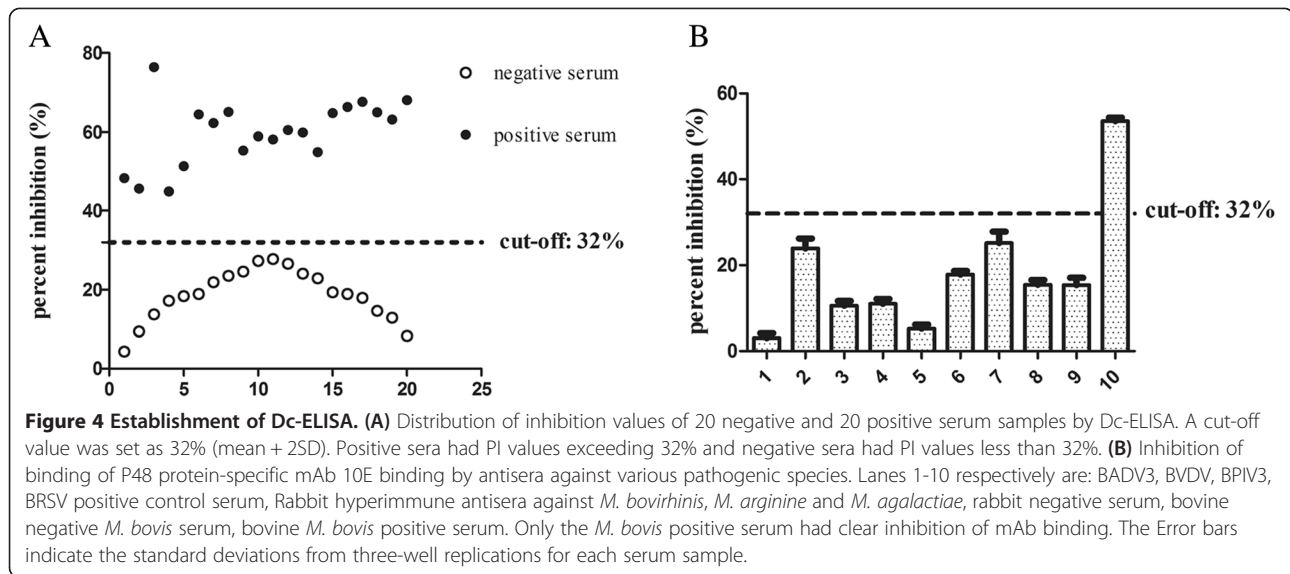 A
percent inhibition (%)
80
60
40
20
0
0 5 10 15 20 25
negative serum
positive serum
cut-off: 32%
B
percent inhibition (%)
60
40
20
0
1 2 3 4 5 6 7 8 9 10
cut-off: 32%
Figure 4 Establishment of Dc-ELISA. (A) Distribution of inhibition values of 20 negative and 20 positive serum samples by Dc-ELISA. A cut-off
value was set as 32% (mean + 2SD). Positive sera had PI values exceeding 32% and negative sera had PI values less than 32%. (B) Inhibition of
binding of P48 protein-specific mAb 10E binding by antisera against various pathogenic species. Lanes 1-10 respectively are: BADV3, BVDV, BPIV3,
BRSV positive control serum, Rabbit hyperimmune antisera against M. bovirhinis, M. arginine and M. agalactiae, rabbit negative serum, bovine
negative M. bovis serum, bovine M. bovis positive serum. Only the M. bovis positive serum had clear inhibition of mAb binding. The Error bars
indicate the standard deviations from three-well replications for each serum sample.